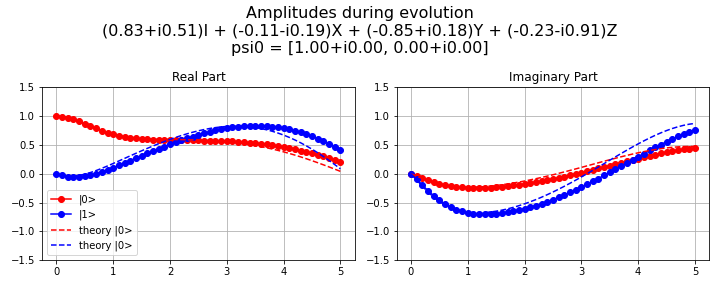 Amplitudes during evolution
(0.83+i0.51)I + (-0.11-i0.19)X + (-0.85+i0.18)Y + (-0.23-i0.91)Z
psi0 = [1.00+i0.00, 0.00+i0.00]
Real Part
1.5
1.0
0.5
0.0
−0.5
−1.0
−1.5
|0>
|1>
theory |0>
theory |0>
0 1 2 3 4 5
Imaginary Part
1.5
1.0
0.5
0.0
−0.5
−1.0
−1.5
0 1 2 3 4 5